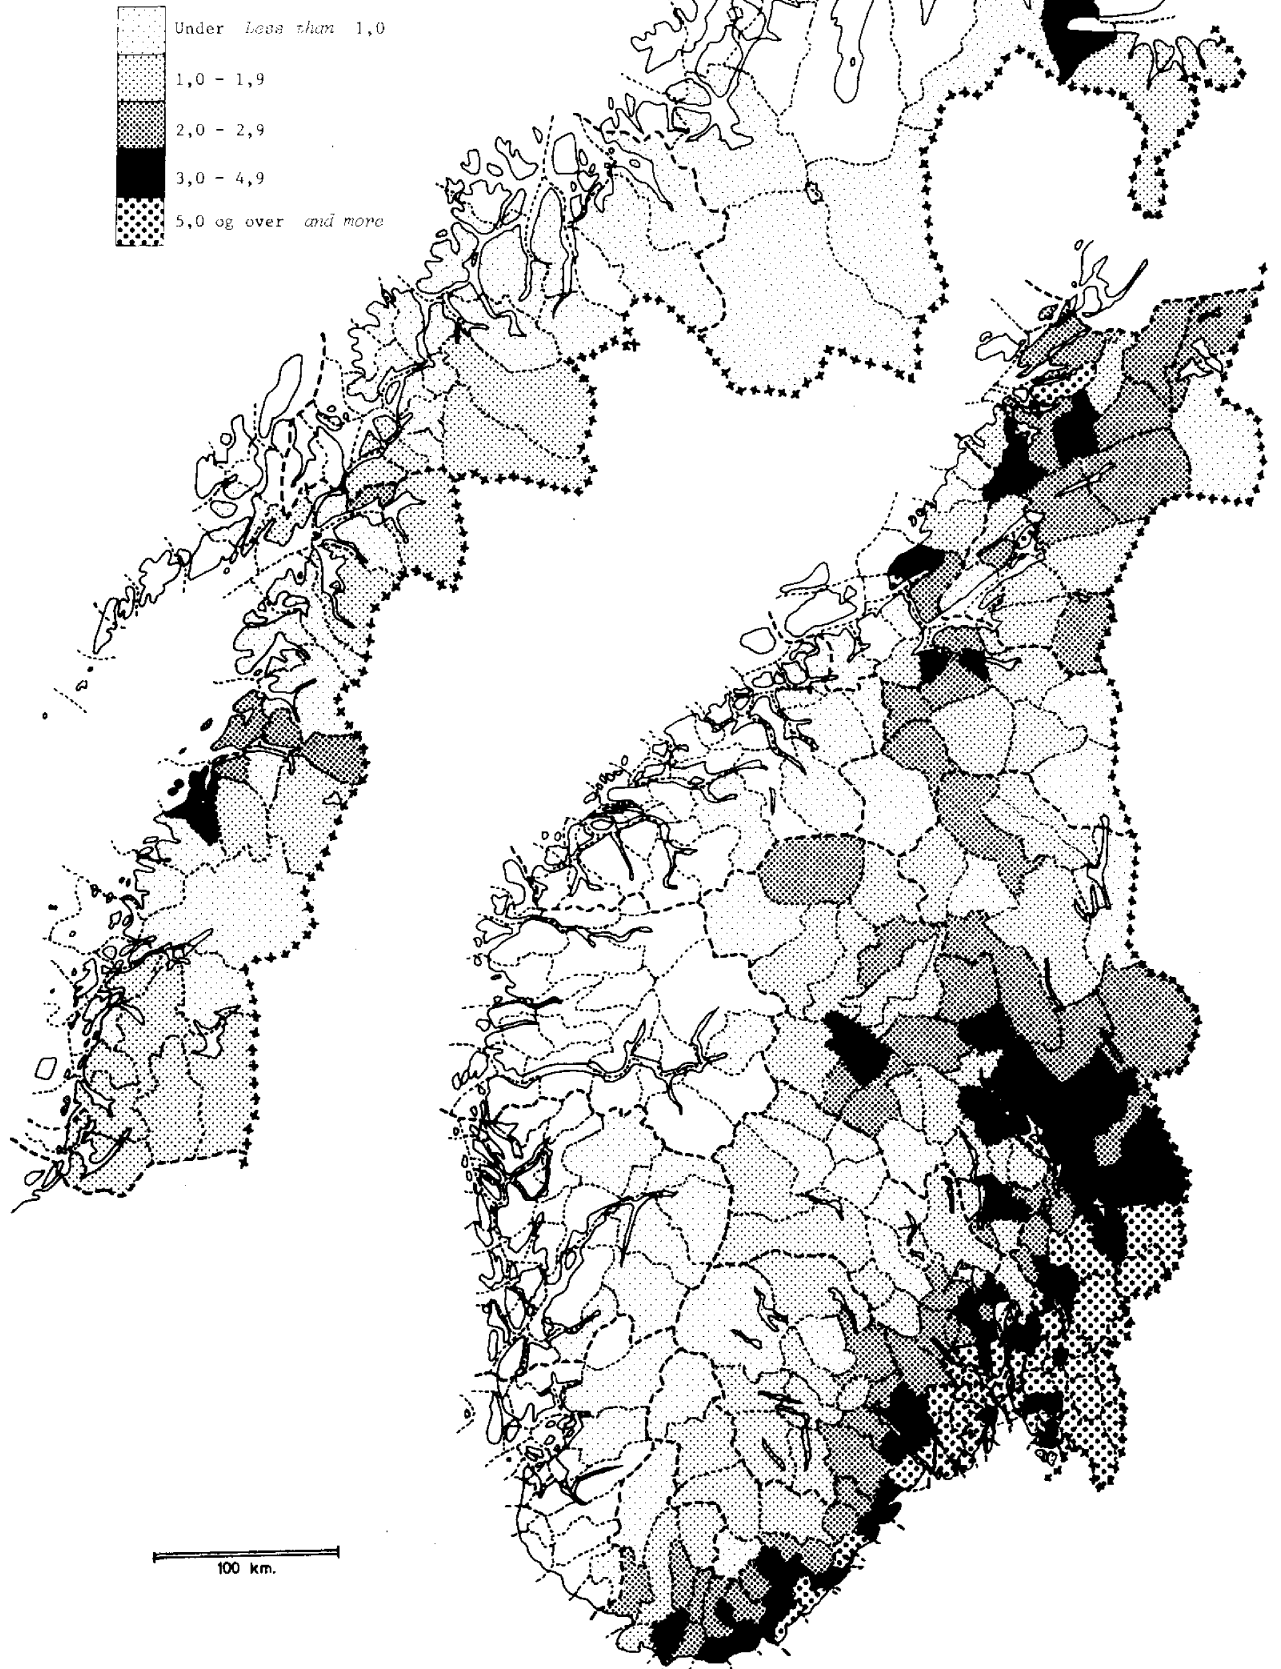 Under Less than 1,0
1,0 - 1,9
2,0 - 2,9
3,0 - 4,9
5,0 og over and more
100 km.